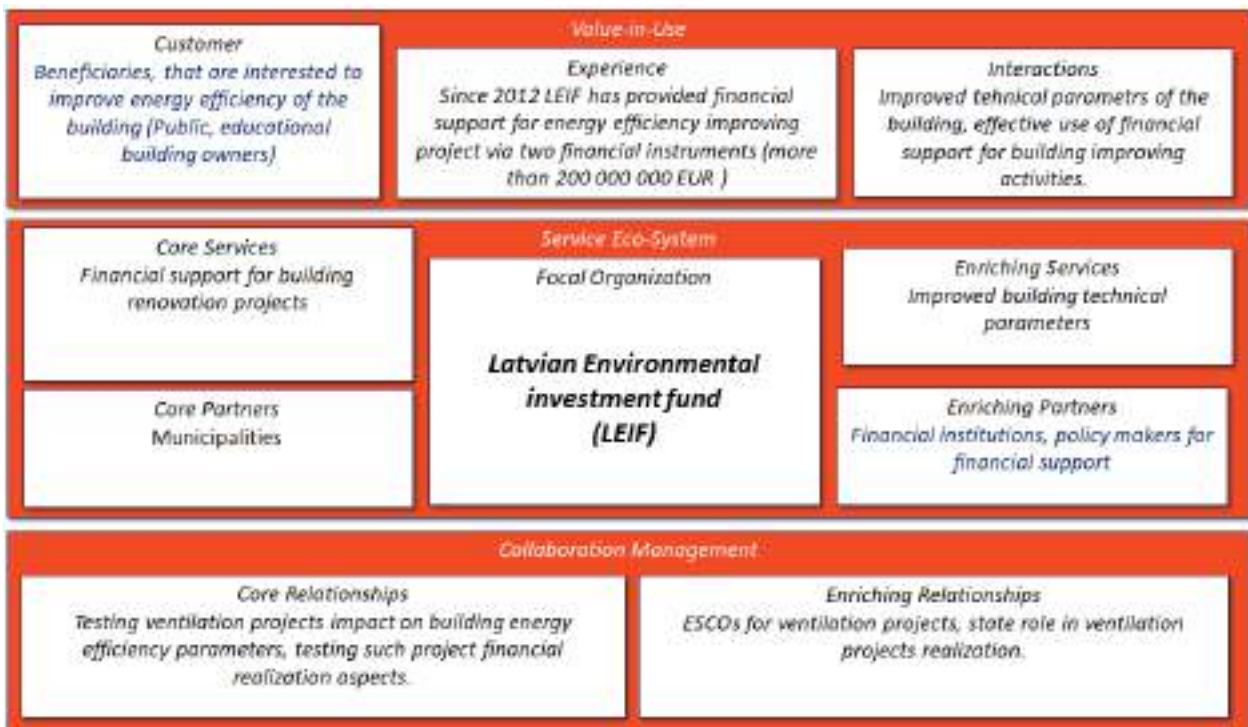 Value-in-Use
Customer
Beneficiaries, that are interested to
improve energy efficiency of the
building (Public, educational
building owners)
Experience
Since 2012 LEIF has provided financial
support for energy efficiency improving
project via two financial instruments (more
than 200 000 000 EUR )
Interactions
Improved tehnical parametrs of the
building, effective use of financial
support for building improving
activities.
Service Eco-System
Core Services
Financial support for building
renovation projects
Focal Organization
Latvian Environmental
investment fund
(LEIF)
Enriching Services
Improved building technical
parameters
Core Partners
Municipalities
Enriching Partners
Financial institutions, policy makers for
financial support
Collaboration Management
Core Relationships
Testing ventilation projects impact on building energy
efficiency parameters, testing such project financial
realization aspects.
Enriching Relationships
ESCOs for ventilation projects, state role in ventilation
projects realization.